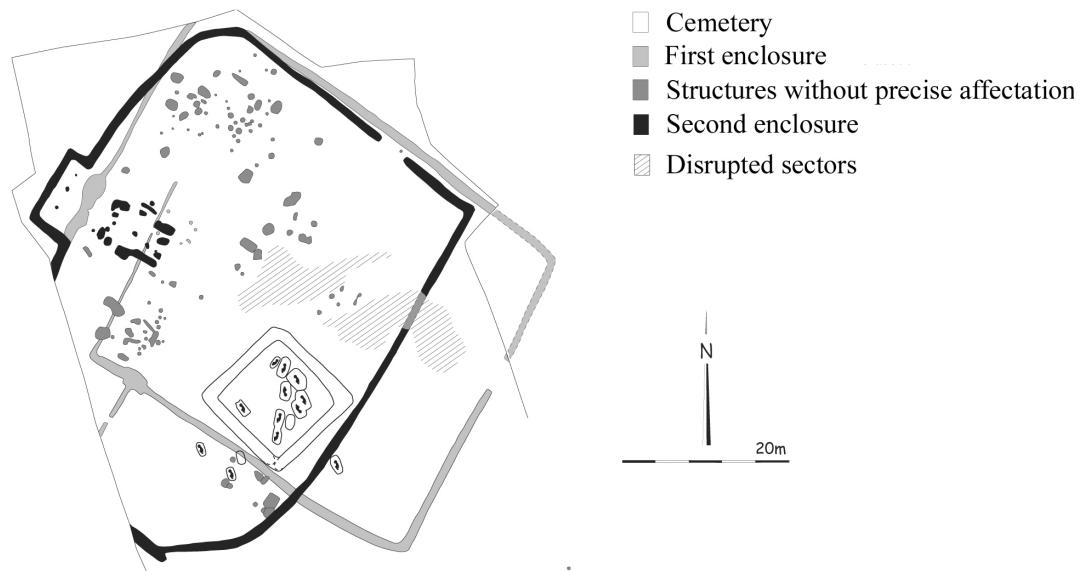 Cemetery
First enclosure
Structures without precise affectation
Second enclosure
Disrupted sectors
N
20m